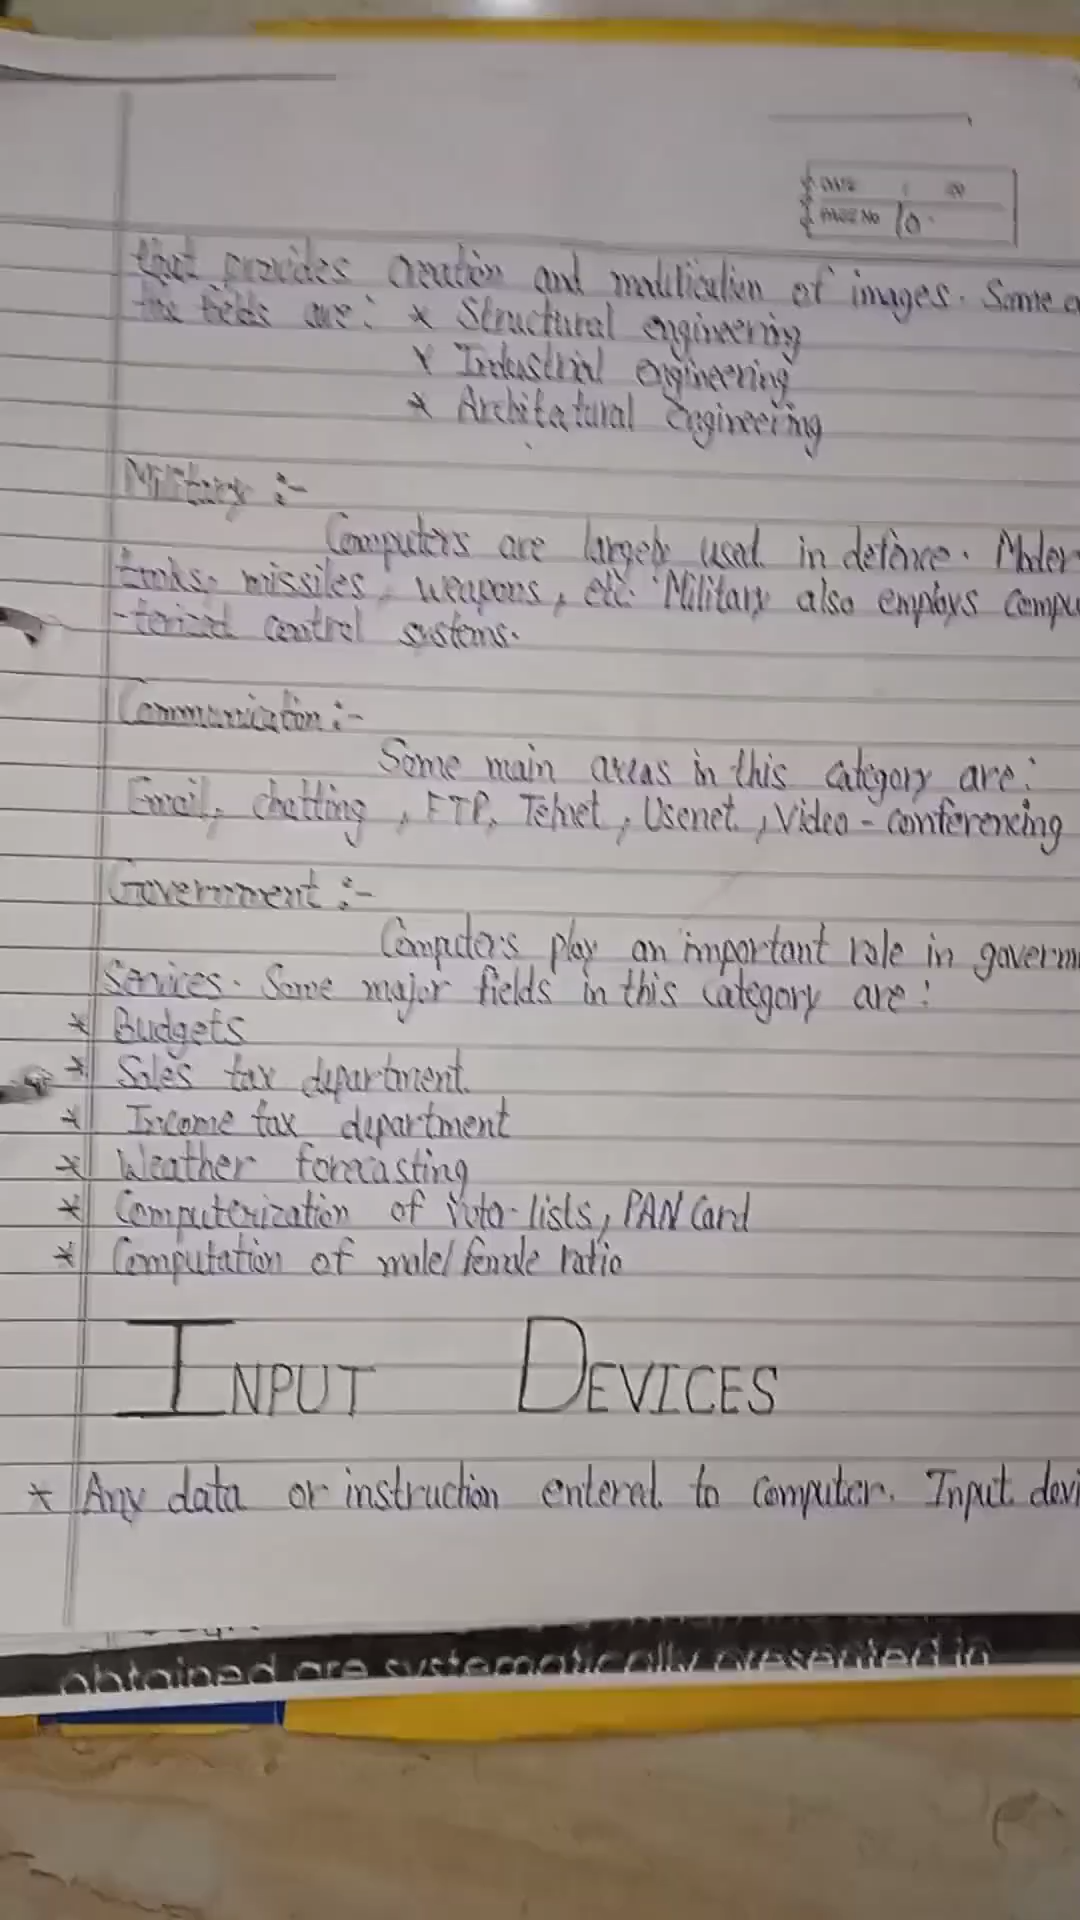 DATE
PAGE NO 10.
that provides creation and modification of images. Some o
the fields are: * Structural engineering
* Industrial engineering
* Architatural Engineering
Military :-
Computers are largely used in defence. Moder
tanks, missiles, weapons, etc. Military also employs compu
-terized control systems.
Communication :-
Some main areas in this category are:
Email, chatting, FTP, Telnet, Usenet, Video-conferencing
Government :-
Computers play an important role in governm
Services. Some major fields in this category are:
* Budgets
* Sales tax department.
* Income tax department
* Weather forecasting
* Computerization of lists, PAN Card
* Computation of male/female ratio
INPUT DEVICES
* Any data or instruction entered to computer. Input devi
obtained are systematically presented in